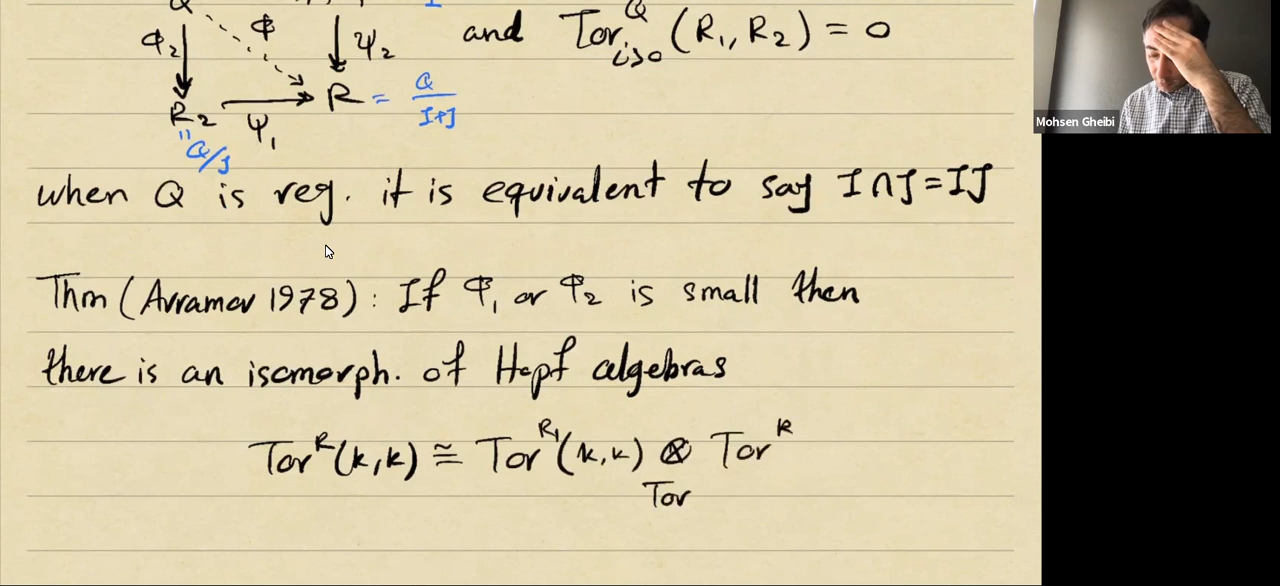 Q
Φ₂ Φ ψ₂ and Tor^Q_{i>0} (R₁, R₂) = 0
R₂ ψ₁ R = Q/I+J
" Q/J
when Q is reg. it is equivalent to say I∩J=IJ
Thm (Avramov 1978): If Φ₁ or Φ₂ is small then
there is an isomorph. of Hopf algebras
Tor^R(k,k) ≅ Tor^{R₁}(k,k) ⊗_{Tor} Tor^R
Mohsen Gheibi